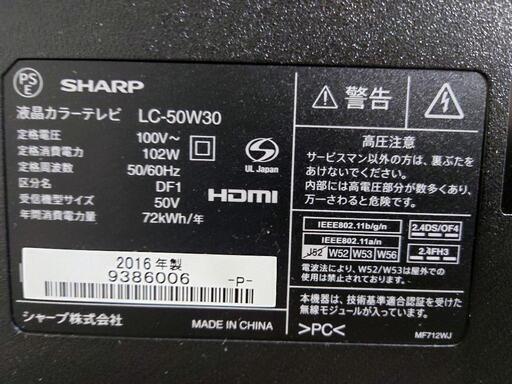 PS
E
SHARP
液晶カラーテレビ LC-50W30
定格電圧 100V~
定格消費電力 102W
定格周波数 50/60Hz
区分名 DF1
受信機型サイズ 50V
年間消費電力量 72kWh/年
UL Japan
HDMI
2016年製
9386006 -P-
シャープ株式会社 MADE IN CHINA
警告
高圧注意
サービスマン以外の方は、裏ぶたを
あけないでください。
内部には高電圧部分が数多くあり、
万一さわると危険です。
IEEE802.11b/g/n 2.4DS/OF4
IEEE802.11a/n
J52 W52 W53 W56 2.4FH3
電波法により、W52/W53は屋外での
使用は禁止されております。
本機器は、技術基準適合認証を受けた
無線モジュールが入っています。
>PC<
MF712WJ